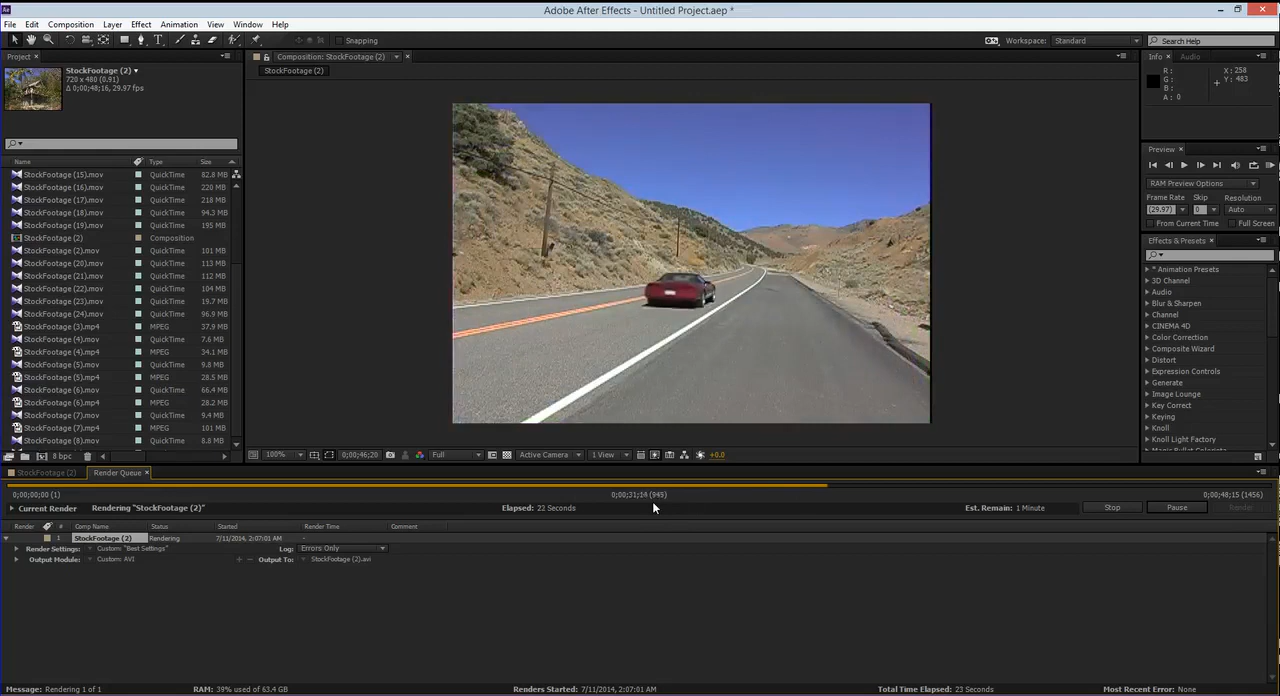 Adobe After Effects - Untitled Project.aep *
File Edit Composition Layer Effect Animation View Window Help
Snapping Workspace: Standard Search Help
Project × Composition: StockFootage (2) × Info × Audio
StockFootage (2)
720 x 480 (0.91)
Δ 0;00;48;16, 29.97 fps
StockFootage (2)
R: X: 258
G: Y: 483
B:
A: 0
Preview ×
RAM Preview Options
Frame Rate Skip Resolution
(29.97) 0 Auto
From Current Time Full Screen
Effects & Presets ×
* Animation Presets
3D Channel
Audio
Blur & Sharpen
Channel
CINEMA 4D
Color Correction
Composite Wizard
Distort
Expression Controls
Generate
Image Lounge
Key Correct
Keying
Knoll
Knoll Light Factory
Name Type Size
StockFootage (15).mov QuickTime 82.8 MB
StockFootage (16).mov QuickTime 220 MB
StockFootage (17).mov QuickTime 218 MB
StockFootage (18).mov QuickTime 94.3 MB
StockFootage (19).mov QuickTime 195 MB
StockFootage (2) Composition
StockFootage (2).mov QuickTime 101 MB
StockFootage (20).mov QuickTime 113 MB
StockFootage (21).mov QuickTime 112 MB
StockFootage (22).mov QuickTime 104 MB
StockFootage (23).mov QuickTime 19.7 MB
StockFootage (24).mov QuickTime 96.9 MB
StockFootage (3).mp4 MPEG 37.9 MB
StockFootage (4).mov QuickTime 7.6 MB
StockFootage (4).mp4 MPEG 34.1 MB
StockFootage (5).mov QuickTime 9.8 MB
StockFootage (5).mp4 MPEG 28.5 MB
StockFootage (6).mov QuickTime 66.4 MB
StockFootage (6).mp4 MPEG 28.2 MB
StockFootage (7).mov QuickTime 9.4 MB
StockFootage (7).mp4 MPEG 101 MB
StockFootage (8).mov QuickTime 8.8 MB
8 bpc 100% 0;00;46;20 Full Active Camera 1 View +0.0
StockFootage (2) Render Queue ×
0;00;00;00 (1) 0;00;48;15 (1456)
Current Render Rendering "StockFootage (2)" Elapsed: 22 Seconds Est. Remain: 1 Minute Stop Pause Render
Render # Comp Name Status Started Render Time Comment
1 StockFootage (2) Rendering 7/11/2014, 2:07:01 AM -
Render Settings: Custom: "Best Settings" Log: Errors Only
Output Module: Custom: AVI + − Output To: StockFootage (2).avi
Message: Rendering 1 of 1 RAM: 39% used of 63.4 GB Renders Started: 7/11/2014, 2:07:01 AM Total Time Elapsed: 23 Seconds Most Recent Error: None